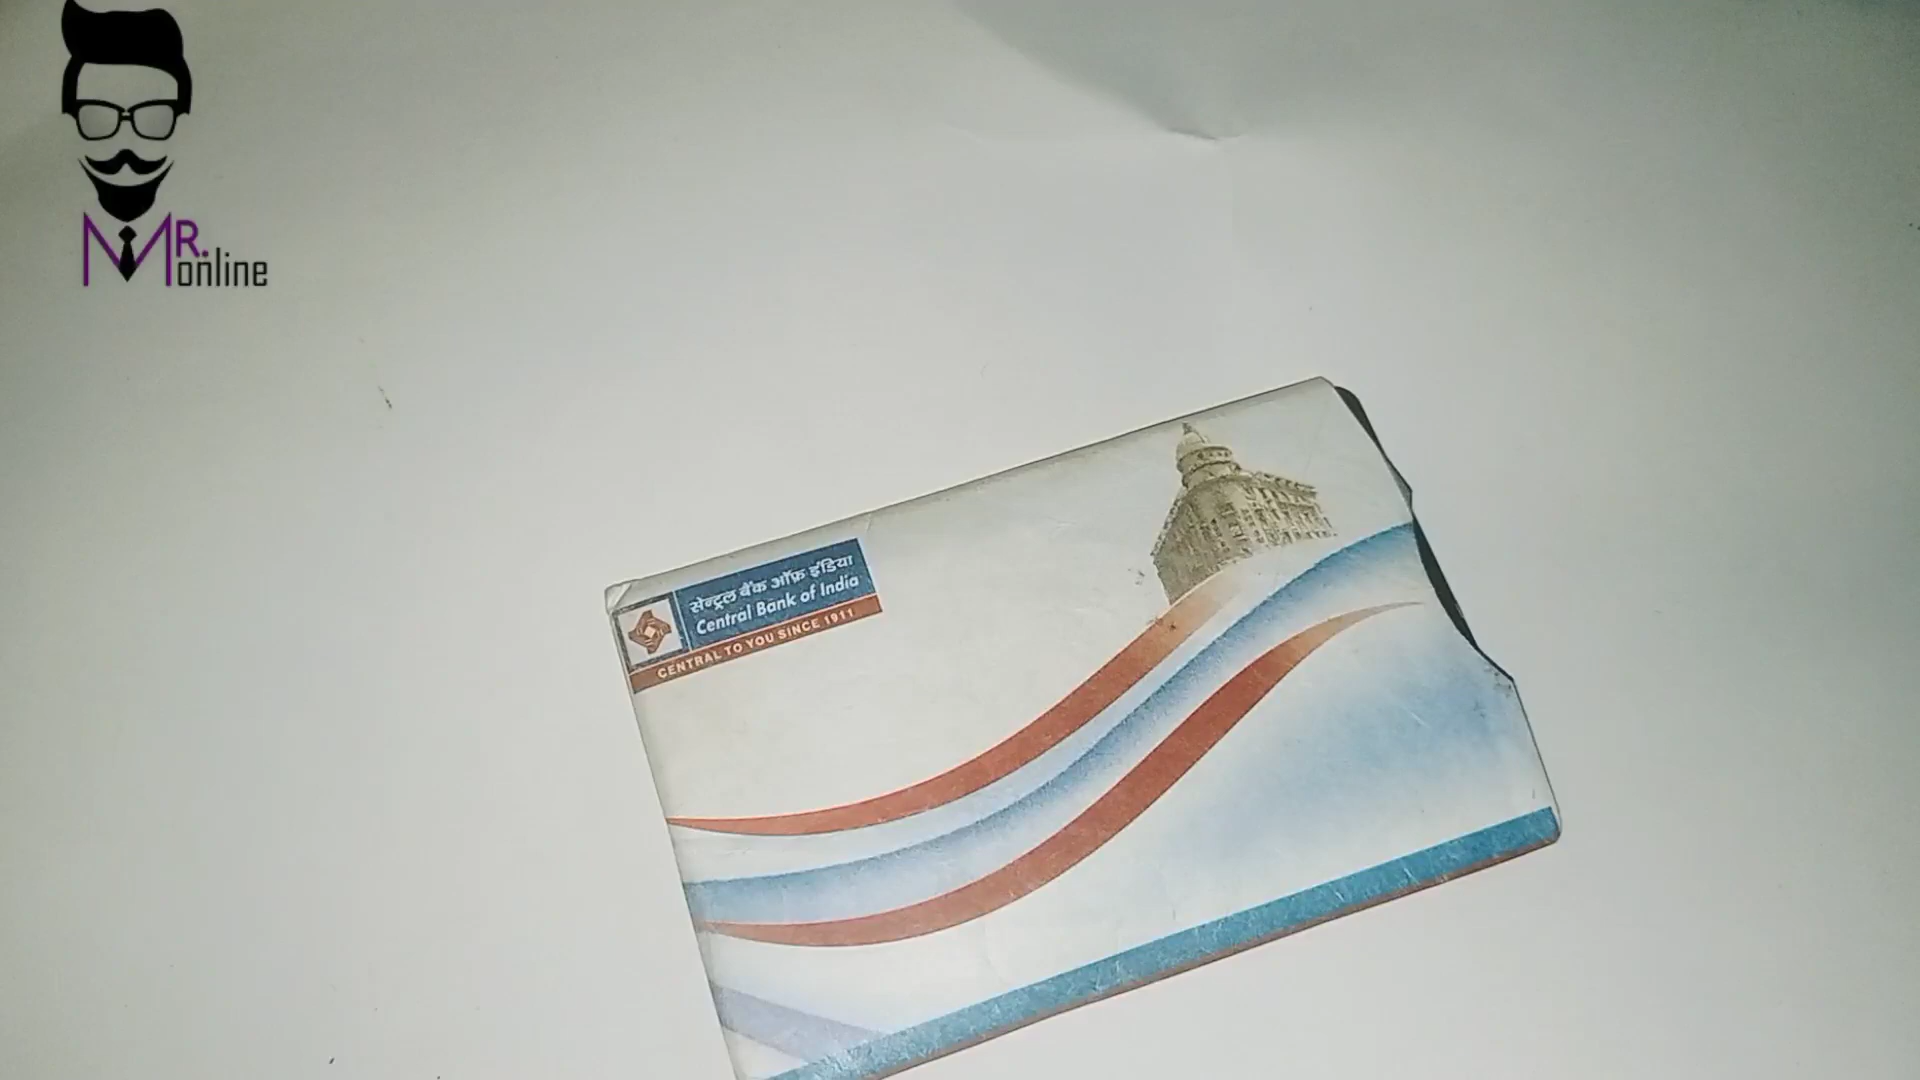 MR.
online
सेन्ट्रल बैंक ऑफ़ इंडिया
Central Bank of India
CENTRAL TO YOU SINCE 1911